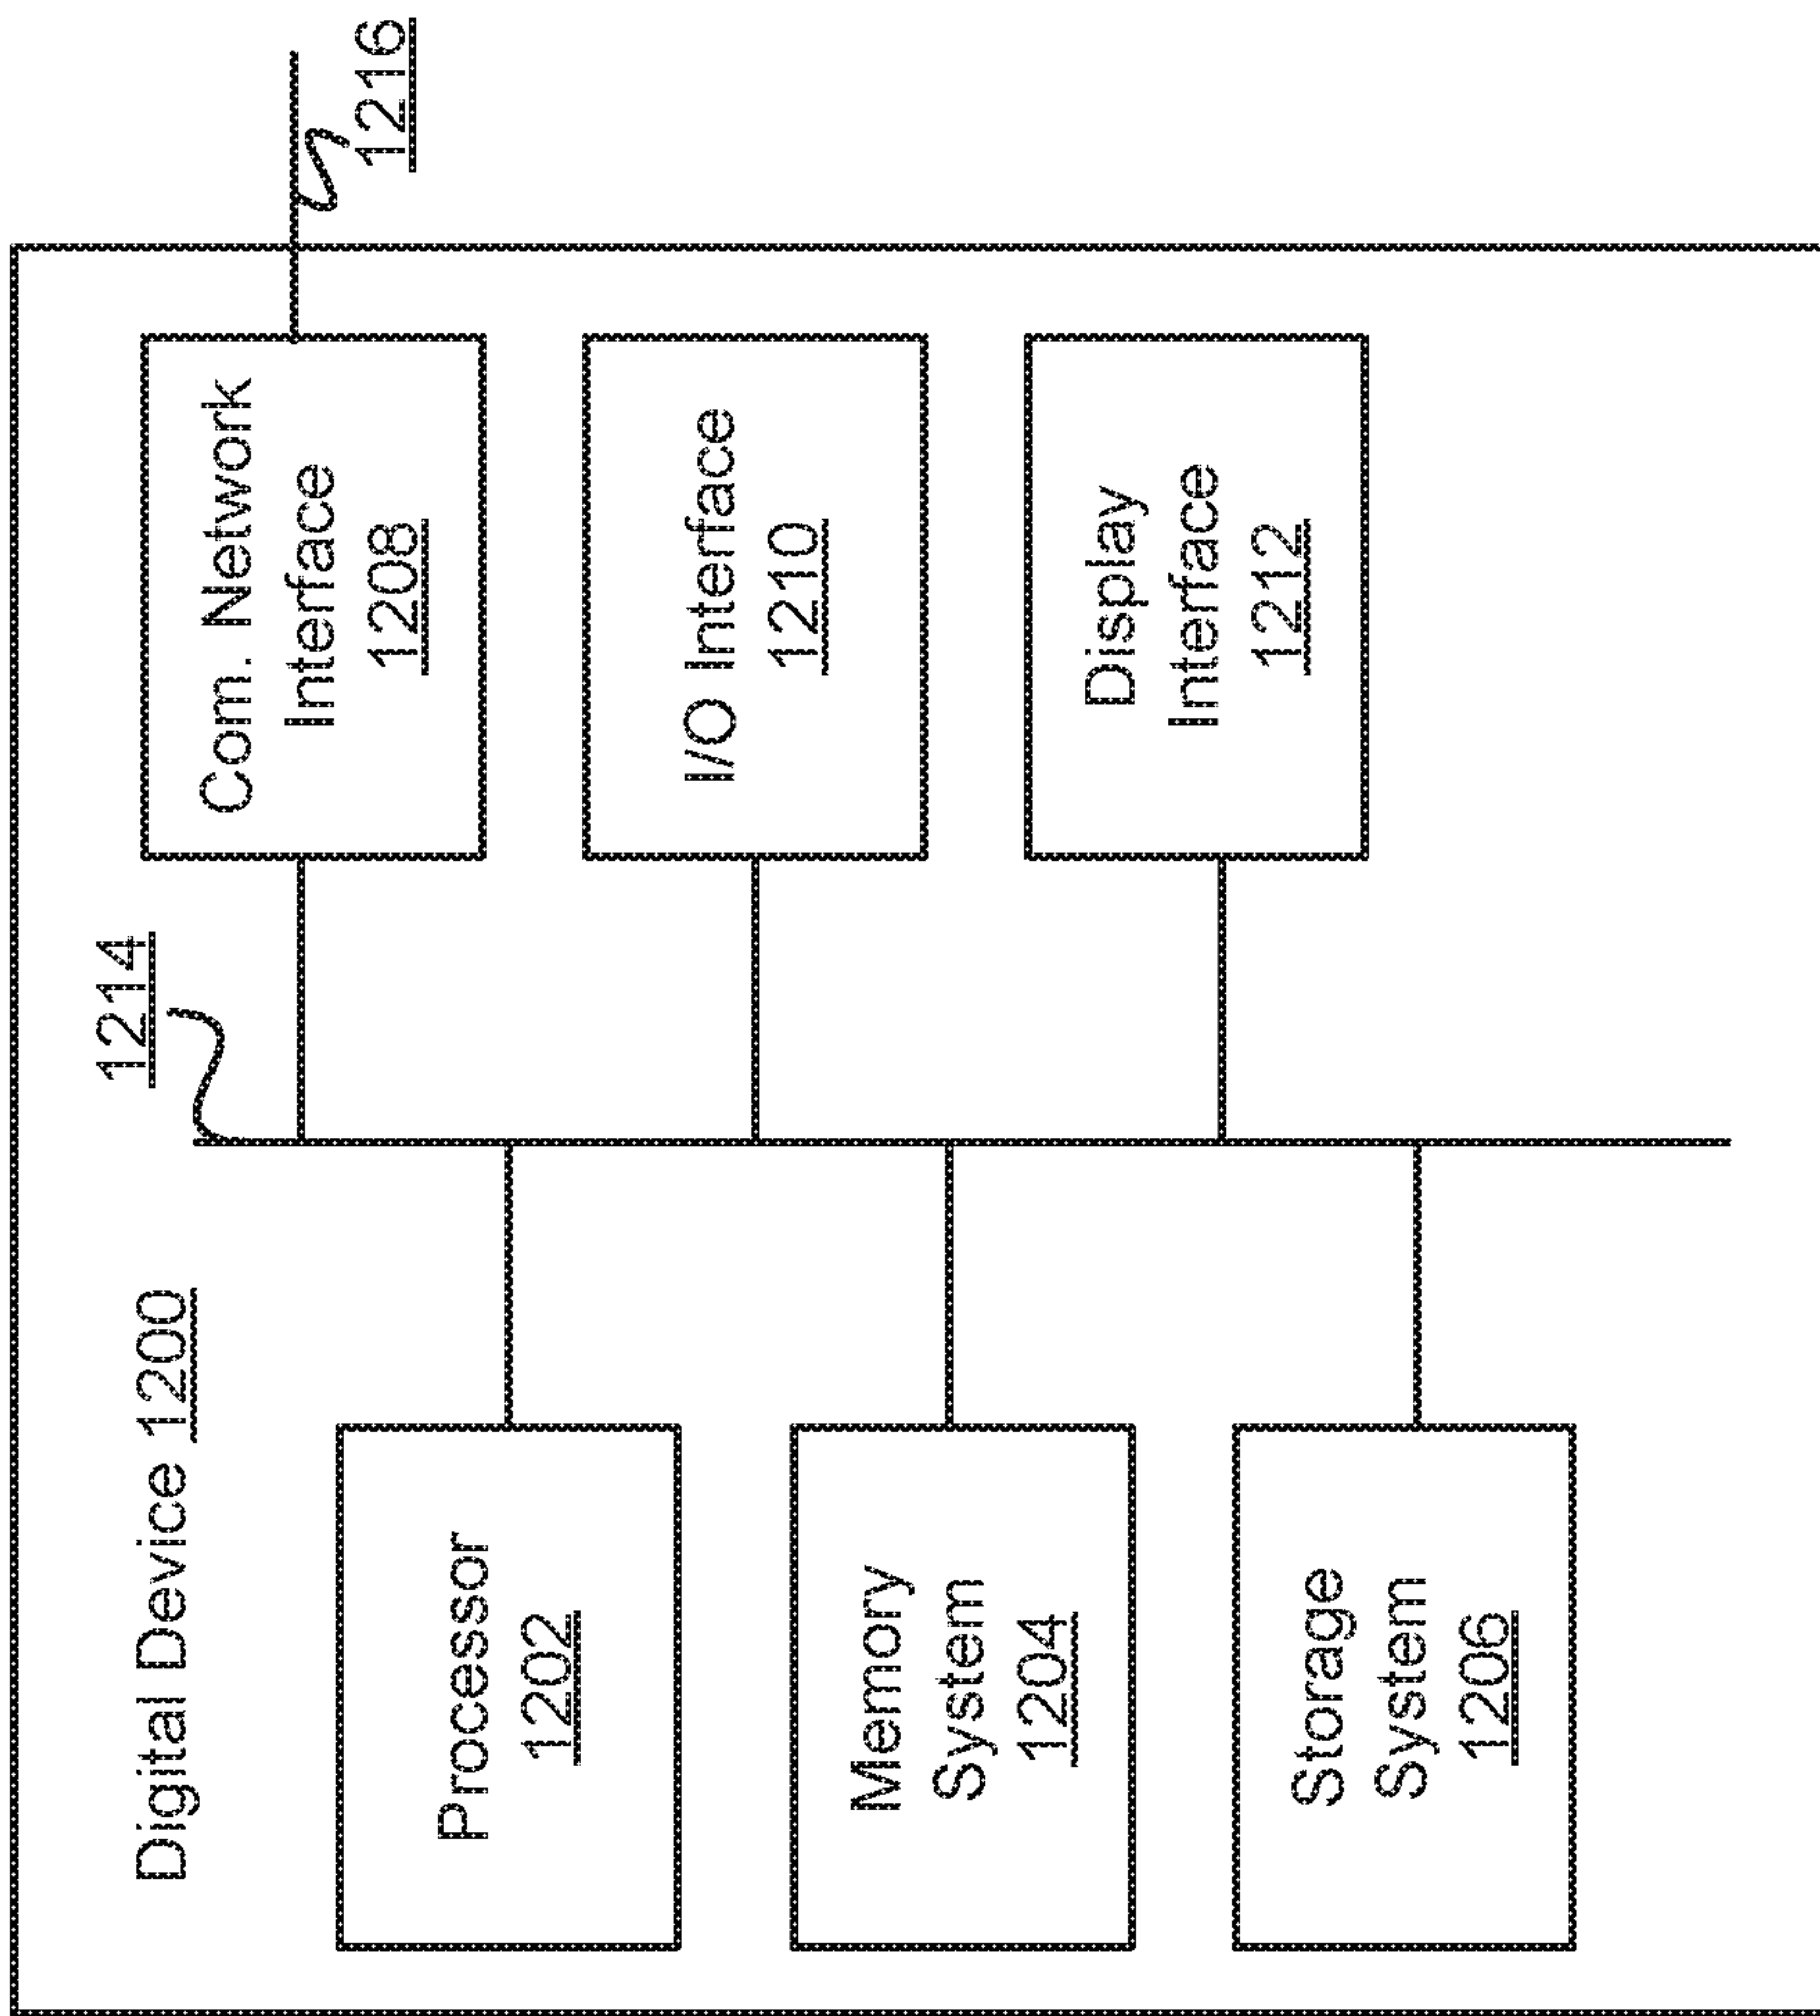 Digital Device 1200
1214
1216
Processor
1202
Memory
System
1204
Storage
System
1206
Com. Network
Interface
1208
I/O Interface
1210
Display
Interface
1212